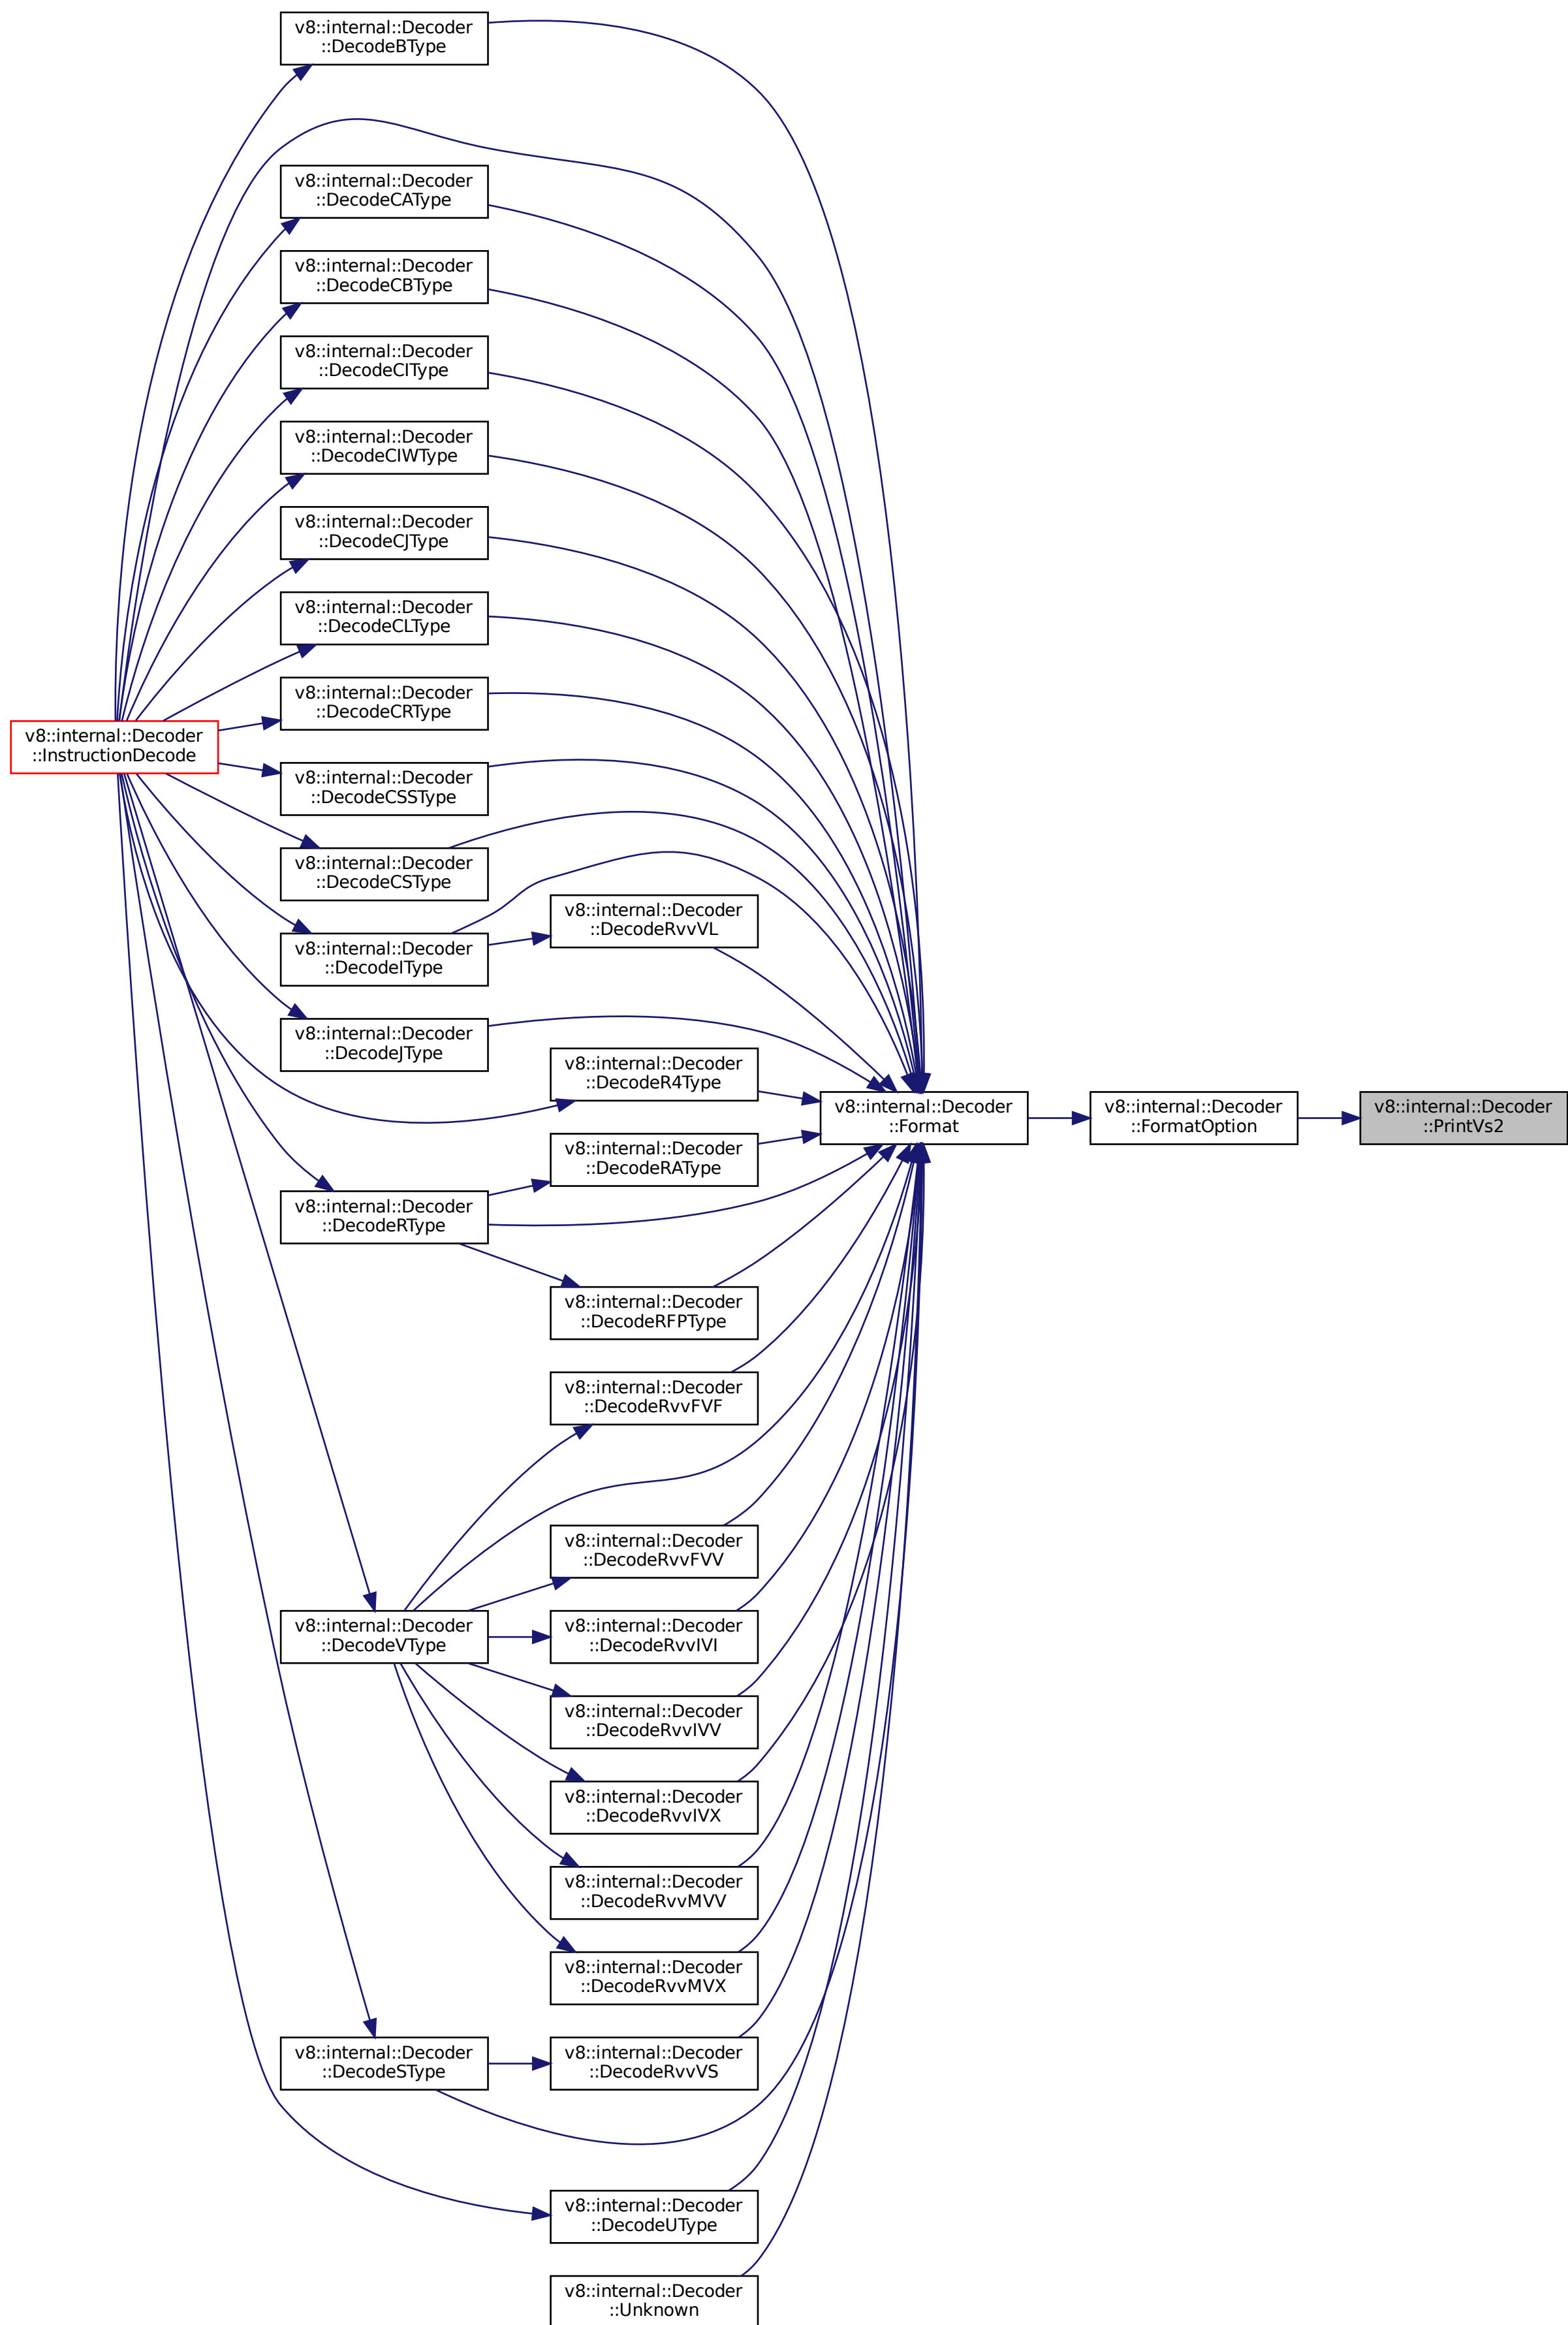 v8::internal::Decoder
::DecodeBType
v8::internal::Decoder
::DecodeCAType
v8::internal::Decoder
::DecodeCBType
v8::internal::Decoder
::DecodeCIType
v8::internal::Decoder
::DecodeCIWType
v8::internal::Decoder
::DecodeCJType
v8::internal::Decoder
::DecodeCLType
v8::internal::Decoder
::DecodeCRType
v8::internal::Decoder
::InstructionDecode
v8::internal::Decoder
::DecodeCSSType
v8::internal::Decoder
::DecodeCSType
v8::internal::Decoder
::DecodeRvvVL
v8::internal::Decoder
::DecodeIType
v8::internal::Decoder
::DecodeJType
v8::internal::Decoder
::DecodeR4Type
v8::internal::Decoder
::Format
v8::internal::Decoder
::FormatOption
v8::internal::Decoder
::PrintVs2
v8::internal::Decoder
::DecodeRAType
v8::internal::Decoder
::DecodeRType
v8::internal::Decoder
::DecodeRFPType
v8::internal::Decoder
::DecodeRvvFVF
v8::internal::Decoder
::DecodeRvvFVV
v8::internal::Decoder
::DecodeVType
v8::internal::Decoder
::DecodeRvvIVI
v8::internal::Decoder
::DecodeRvvIVV
v8::internal::Decoder
::DecodeRvvIVX
v8::internal::Decoder
::DecodeRvvMVV
v8::internal::Decoder
::DecodeRvvMVX
v8::internal::Decoder
::DecodeSType
v8::internal::Decoder
::DecodeRvvVS
v8::internal::Decoder
::DecodeUType
v8::internal::Decoder
::Unknown